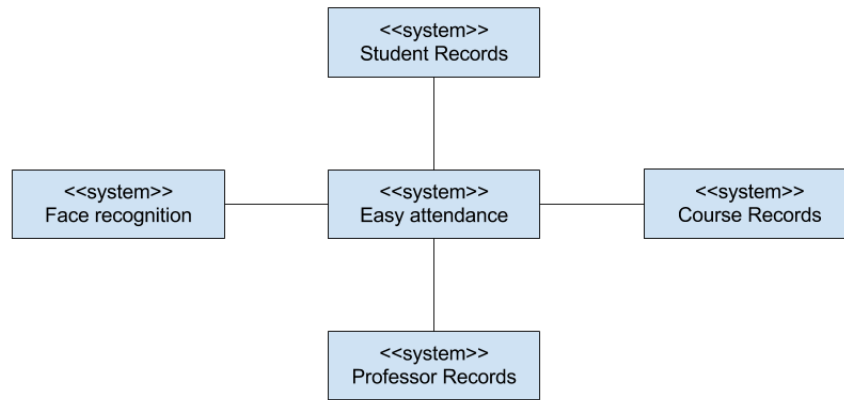 <<system>>
Student Records
<<system>>
Face recognition
<<system>>
Easy attendance
<<system>>
Course Records
<<system>>
Professor Records